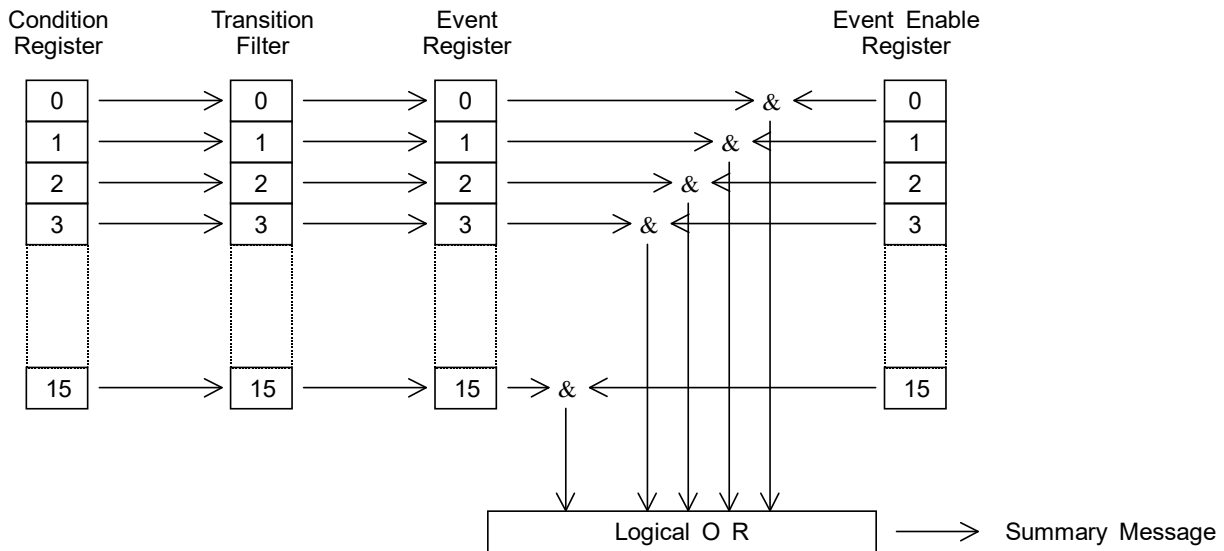 Condition Register
Transition Filter
Event Register
Event Enable Register
0 0 0 & 0
1 1 1 & 1
2 2 2 & 2
3 3 3 & 3
15 15 15 & 15
Logical O R
Summary Message